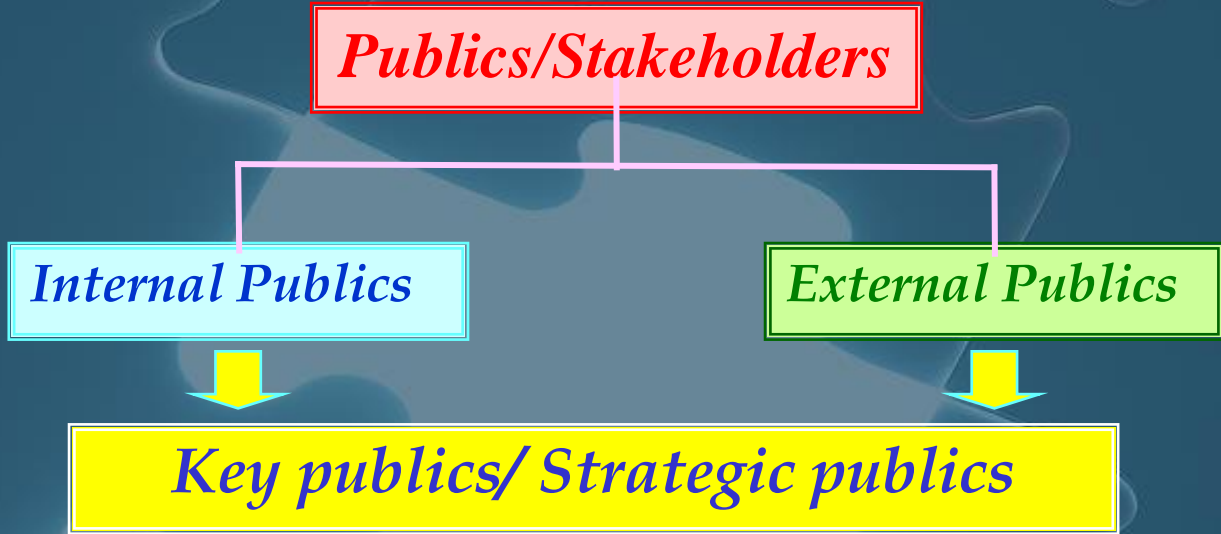 Publics/Stakeholders
Internal Publics
External Publics
Key publics/ Strategic publics